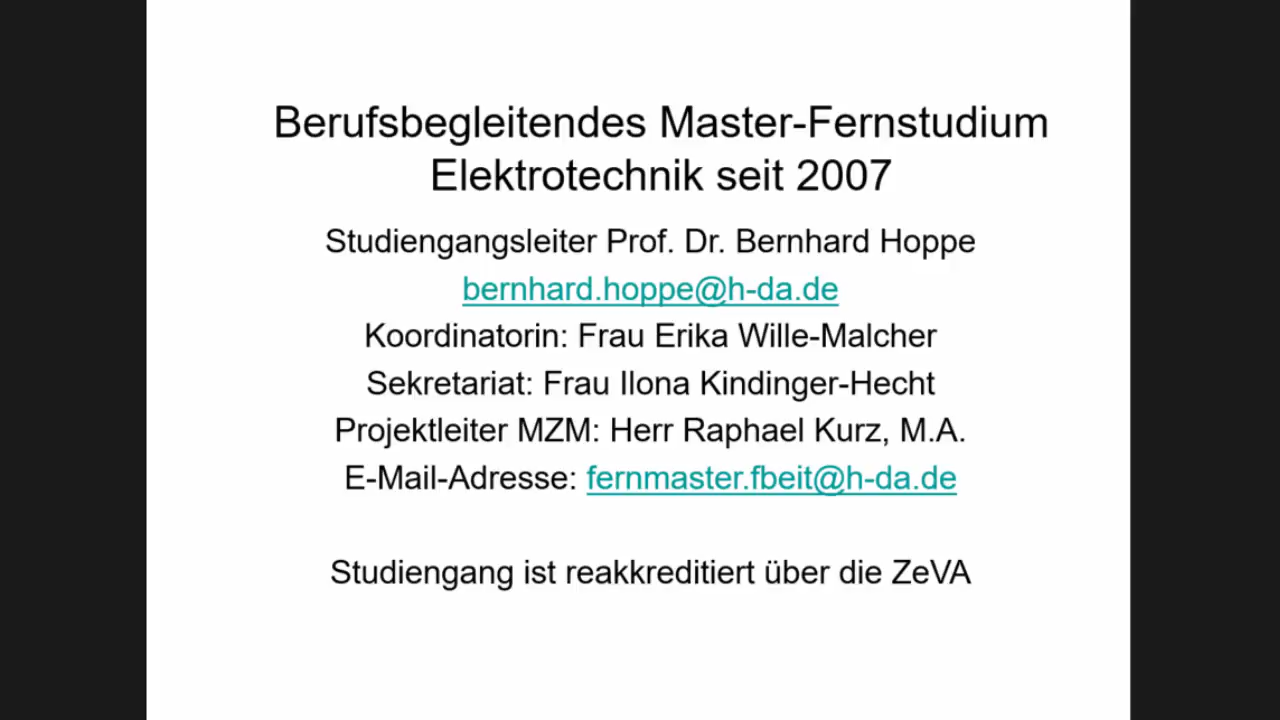 Berufsbegleitendes Master-Fernstudium
Elektrotechnik seit 2007
Studiengangsleiter Prof. Dr. Bernhard Hoppe
bernhard.hoppe@h-da.de
Koordinatorin: Frau Erika Wille-Malcher
Sekretariat: Frau Ilona Kindinger-Hecht
Projektleiter MZM: Herr Raphael Kurz, M.A.
E-Mail-Adresse: fernmaster.fbeit@h-da.de
Studiengang ist reakkreditiert über die ZeVA